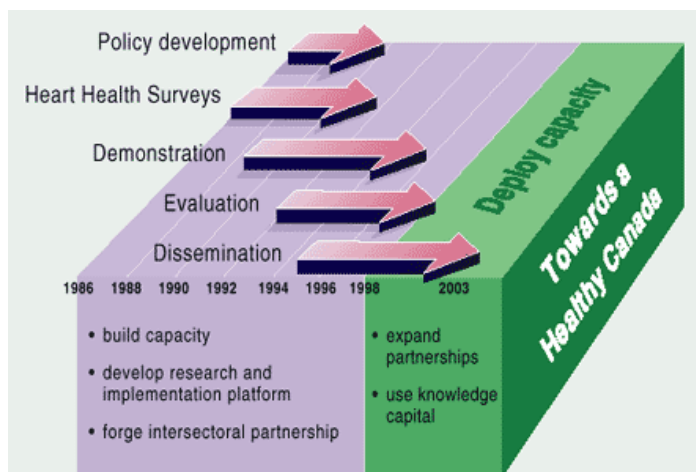 Policy development
Heart Health Surveys
Demonstration
Evaluation
Dissemination
Deploy capacity
Towards a
Healthy Canada
1986 1988 1990 1992 1994 1996 1998 2003
• build capacity
• develop research and
implementation platform
• forge intersectoral partnership
• expand
partnerships
• use knowledge
capital